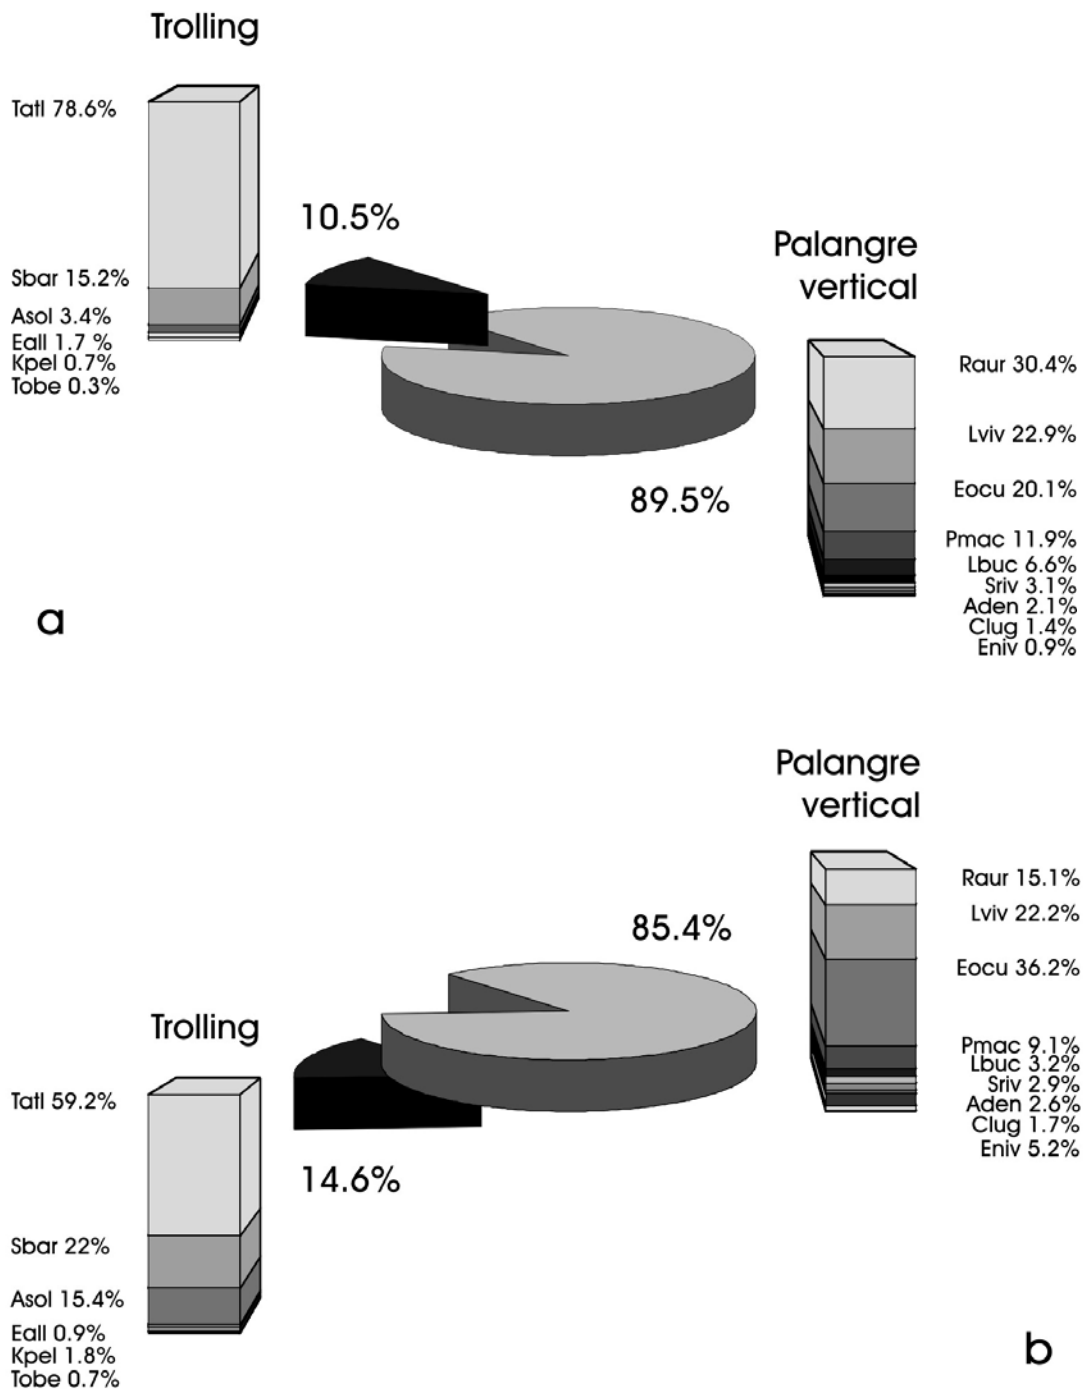 Trolling
Tatl 78.6%
Sbar 15.2%
Asol 3.4%
Eall 1.7 %
Kpel 0.7%
Tobe 0.3%
10.5%
89.5%
Palangre
vertical
Raur 30.4%
Lviv 22.9%
Eocu 20.1%
Pmac 11.9%
Lbuc 6.6%
Sriv 3.1%
Aden 2.1%
Clug 1.4%
Eniv 0.9%
a
Palangre
vertical
Raur 15.1%
Lviv 22.2%
Eocu 36.2%
Pmac 9.1%
Lbuc 3.2%
Sriv 2.9%
Aden 2.6%
Clug 1.7%
Eniv 5.2%
85.4%
14.6%
Trolling
Tatl 59.2%
Sbar 22%
Asol 15.4%
Eall 0.9%
Kpel 1.8%
Tobe 0.7%
b